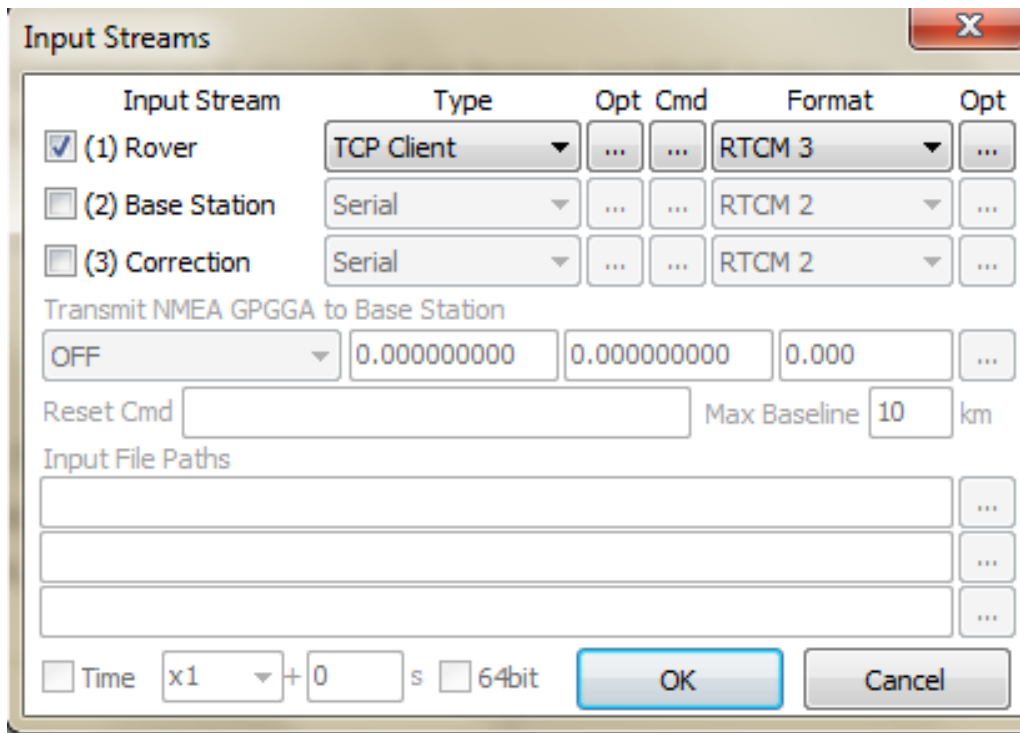 Input Streams
Input Stream Type Opt Cmd Format Opt
(1) Rover TCP Client ... ... RTCM 3 ...
(2) Base Station Serial ... ... RTCM 2 ...
(3) Correction Serial ... ... RTCM 2 ...
Transmit NMEA GPGGA to Base Station
OFF 0.000000000 0.000000000 0.000 ...
Reset Cmd Max Baseline 10 km
Input File Paths
...
...
...
Time x1 + 0 s 64bit OK Cancel